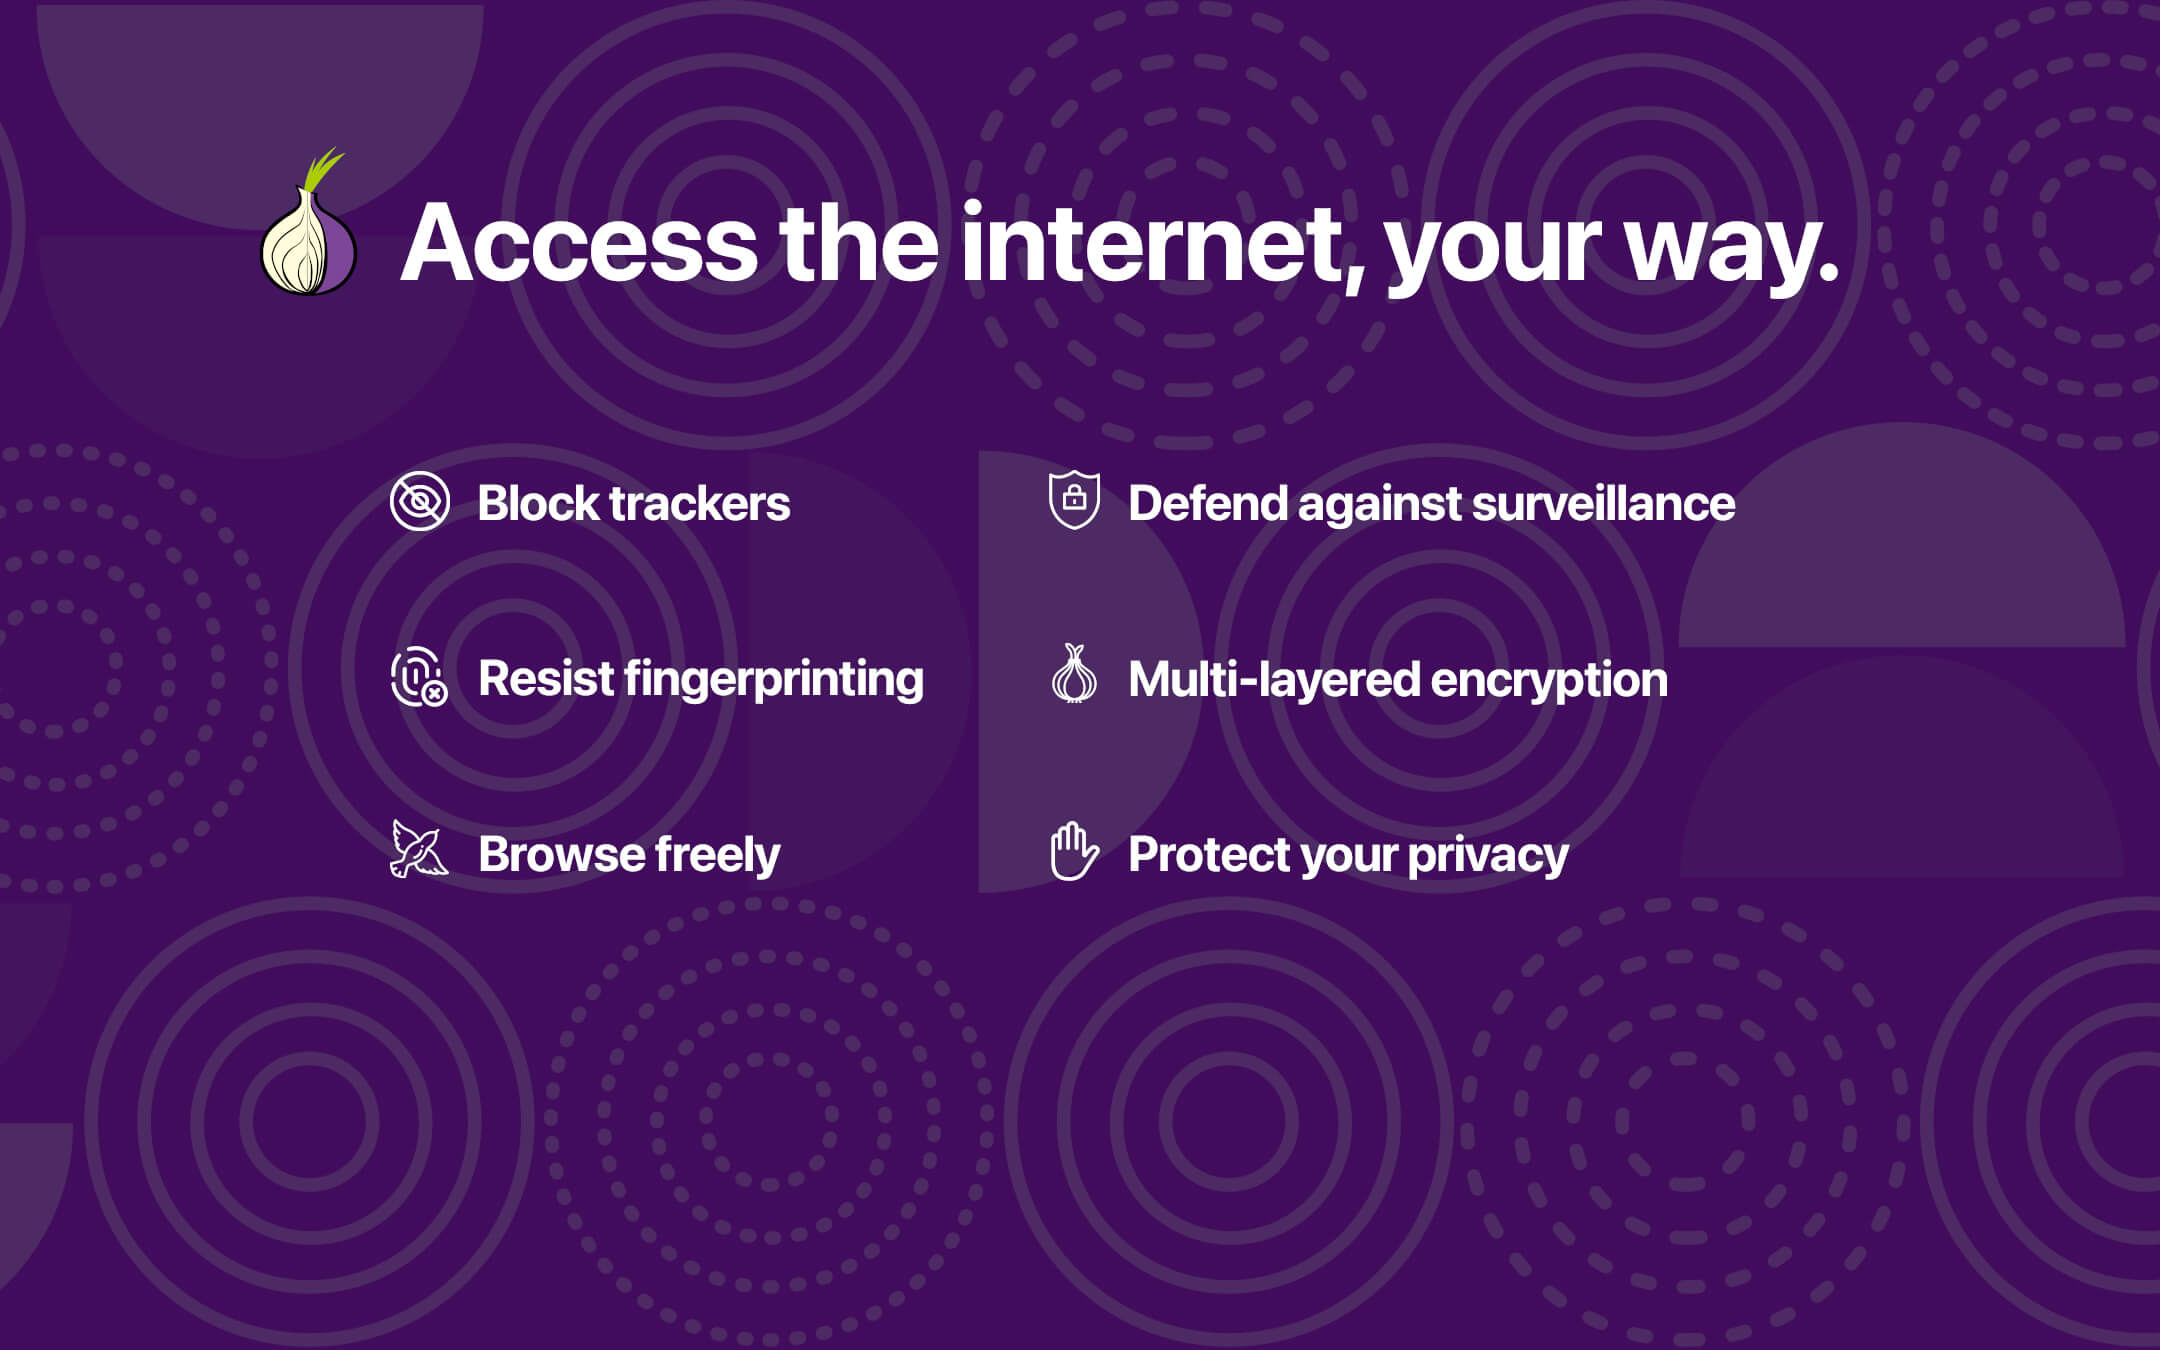 Access the internet, your way.
Block trackers
Defend against surveillance
Resist fingerprinting
Multi-layered encryption
Browse freely
Protect your privacy